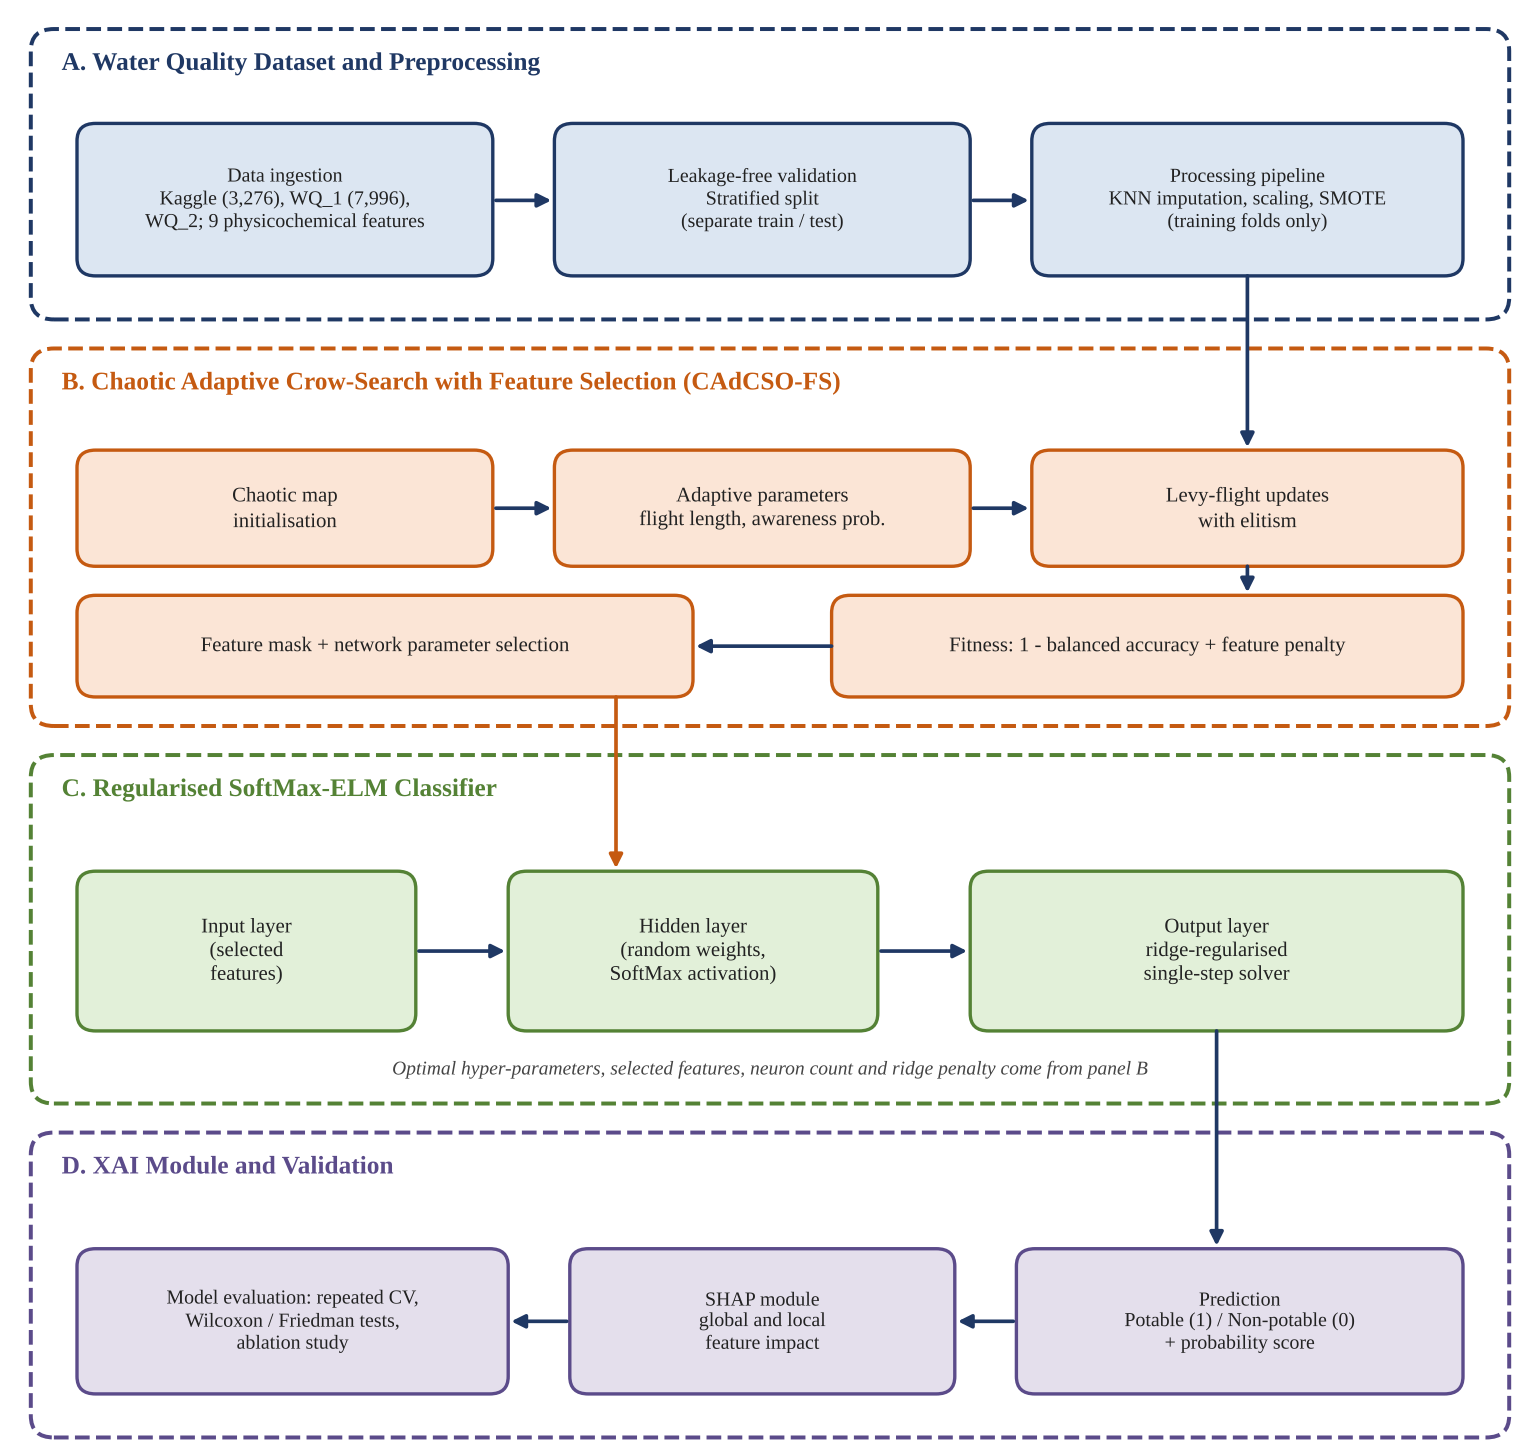 A. Water Quality Dataset and Preprocessing
Data ingestion
Kaggle (3,276), WQ_1 (7,996),
WQ_2; 9 physicochemical features
Leakage-free validation
Stratified split
(separate train / test)
Processing pipeline
KNN imputation, scaling, SMOTE
(training folds only)
B. Chaotic Adaptive Crow-Search with Feature Selection (CAdCSO-FS)
Chaotic map
initialisation
Adaptive parameters
flight length, awareness prob.
Levy-flight updates
with elitism
Fitness: 1 - balanced accuracy + feature penalty
Feature mask + network parameter selection
C. Regularised SoftMax-ELM Classifier
Input layer
(selected
features)
Hidden layer
(random weights,
SoftMax activation)
Output layer
ridge-regularised
single-step solver
Optimal hyper-parameters, selected features, neuron count and ridge penalty come from panel B
D. XAI Module and Validation
Prediction
Potable (1) / Non-potable (0)
+ probability score
SHAP module
global and local
feature impact
Model evaluation: repeated CV,
Wilcoxon / Friedman tests,
ablation study